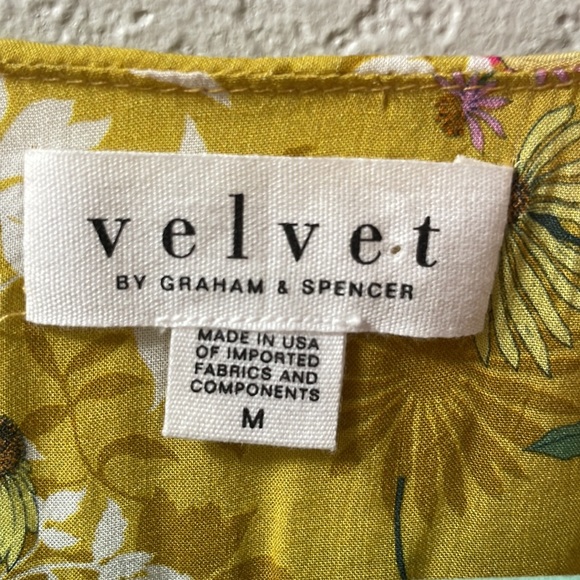 velvet
BY GRAHAM & SPENCER
MADE IN USA
OF IMPORTED
FABRICS AND
COMPONENTS
M